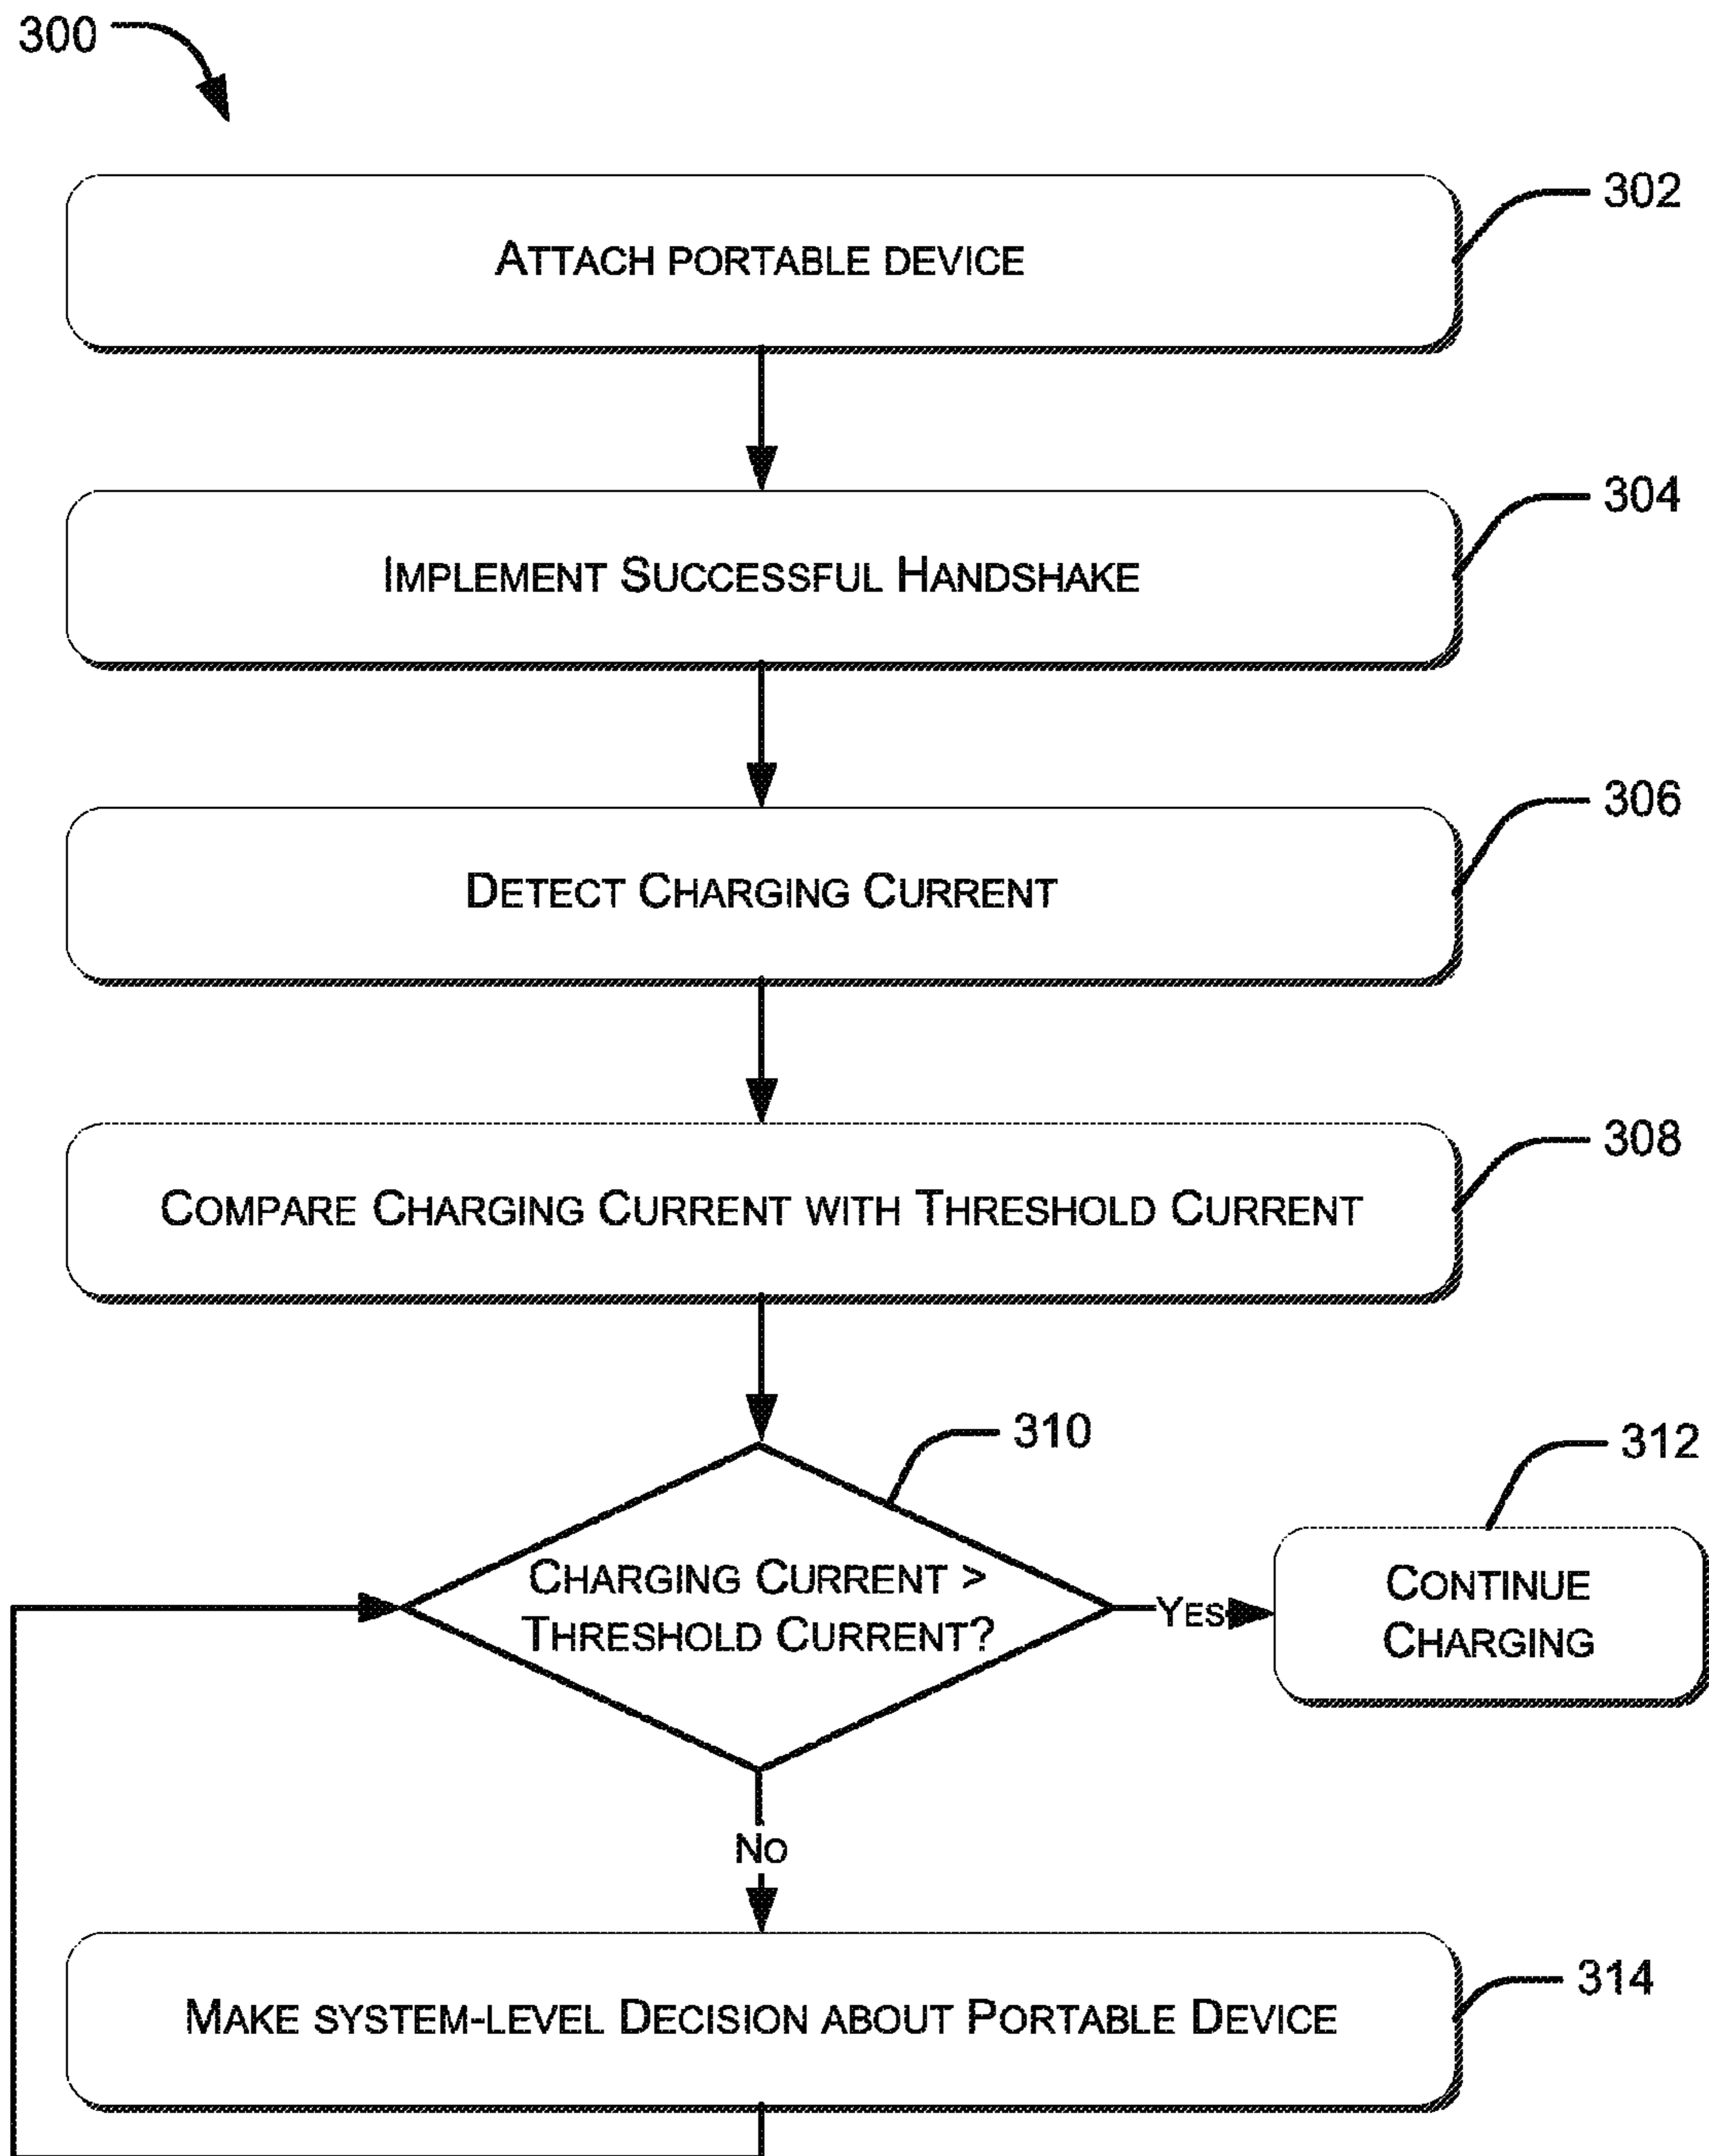 300
ATTACH PORTABLE DEVICE
302
IMPLEMENT SUCCESSFUL HANDSHAKE
304
DETECT CHARGING CURRENT
306
COMPARE CHARGING CURRENT WITH THRESHOLD CURRENT
308
310
CHARGING CURRENT >
THRESHOLD CURRENT?
YES
312
CONTINUE
CHARGING
NO
MAKE SYSTEM-LEVEL DECISION ABOUT PORTABLE DEVICE
314